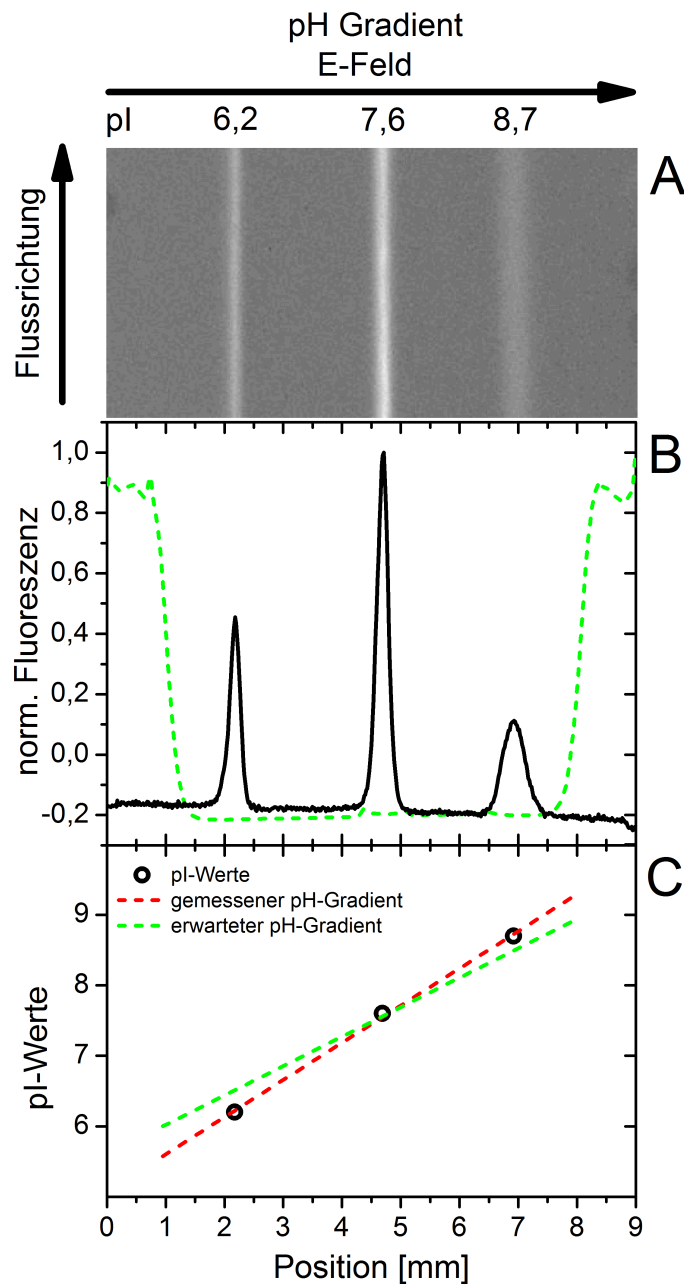 pH Gradient
E-Feld
pI 6,2 7,6 8,7
A
Flussrichtung
B
1,0
0,8
0,6
0,4
0,2
0,0
-0,2
norm. Fluoreszenz
C
pI-Werte
gemessener pH-Gradient
erwarteter pH-Gradient
9
8
7
6
pI-Werte
0 1 2 3 4 5 6 7 8 9
Position [mm]